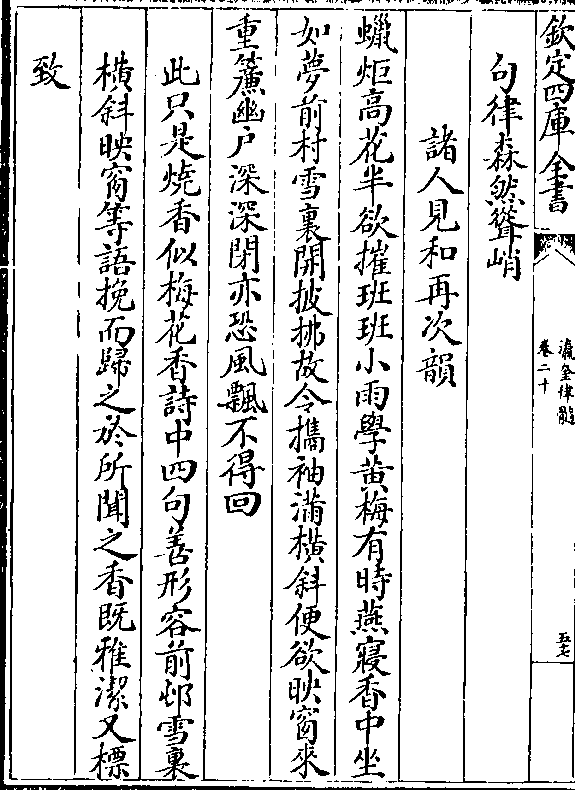 欽定四庫全書
瀛奎律髓
卷二十
五七
句律森然聳峭
諸人見和再次韻
蠟炬高花半欲摧班班小雨學黄梅有時燕寢香中坐
如夢前村雪裏開披拂故令攜袖滿橫斜便欲映窗來
重簾幽户深深閉亦恐風飄不得回
此只是燒香似梅花香詩中四句善形容前邨雪裏
橫斜映窗等語挽而歸之於所聞之香既雅潔又標
致